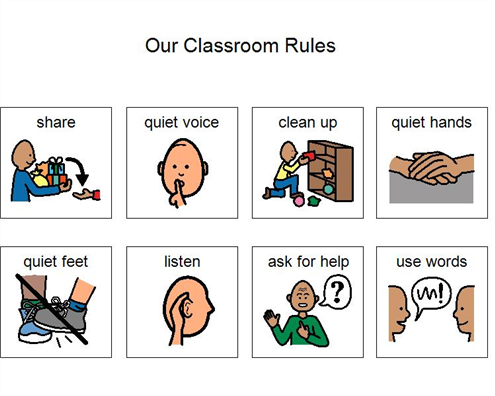 Our Classroom Rules
share
quiet voice
clean up
quiet hands
quiet feet
listen
ask for help
?
use words
m!